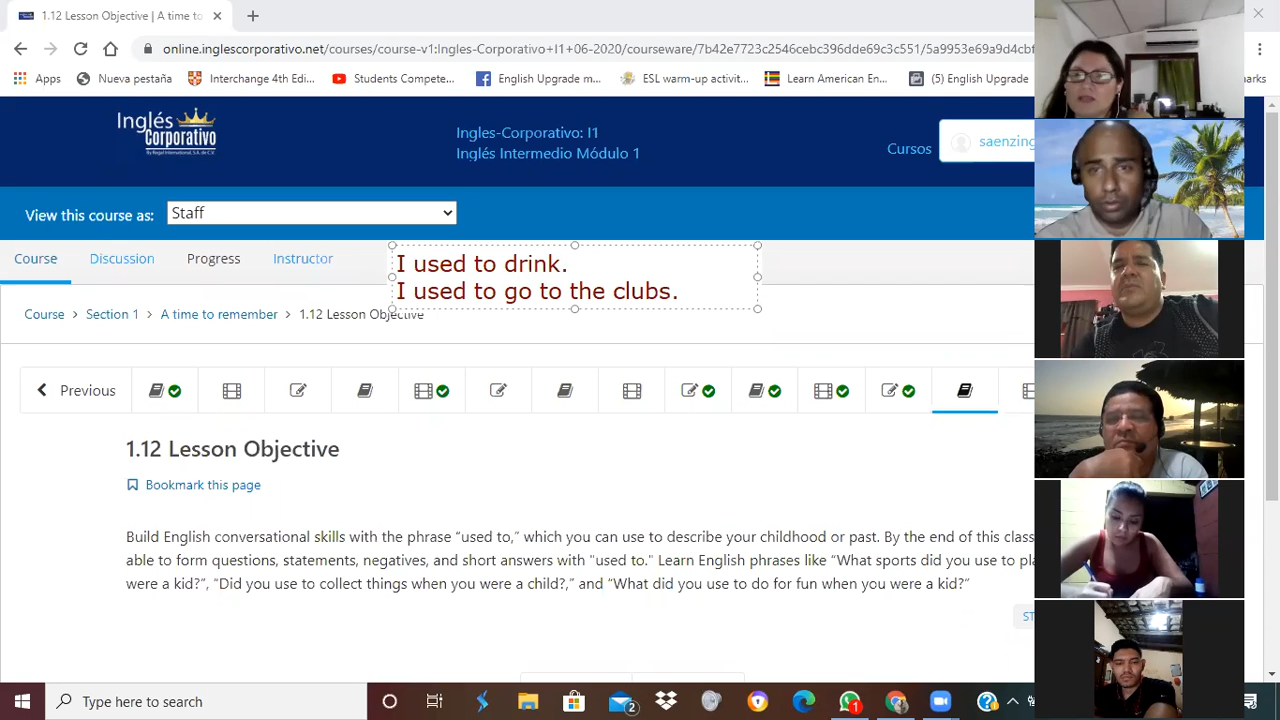 1.12 Lesson Objective | A time to
online.inglescorporativo.net/courses/course-v1:Ingles-Corporativo+I1+06-2020/courseware/7b42e7723c2546cebc396dde69c3c551/5a9953e69a9d4cbf
Apps Nueva pestaña Interchange 4th Edi... Students Compete... English Upgrade m... ESL warm-up activit... Learn American En... (5) English Upgrade
Inglés
Corporativo
By Regal International, S.A. de C.V.
Ingles-Corporativo: I1
Inglés Intermedio Módulo 1
Cursos
saenzing
View this course as:
Staff
Course Discussion Progress Instructor
I used to drink.
I used to go to the clubs.
Course > Section 1 > A time to remember > 1.12 Lesson Objective
Previous
1.12 Lesson Objective
Bookmark this page
Build English conversational skills with the phrase “used to,” which you can use to describe your childhood or past. By the end of this class
able to form questions, statements, negatives, and short answers with "used to." Learn English phrases like “What sports did you use to
were a kid?”, “Did you use to collect things when you were a child?,” and “What did you use to do for fun when you were a kid?”
Type here to search
2
1